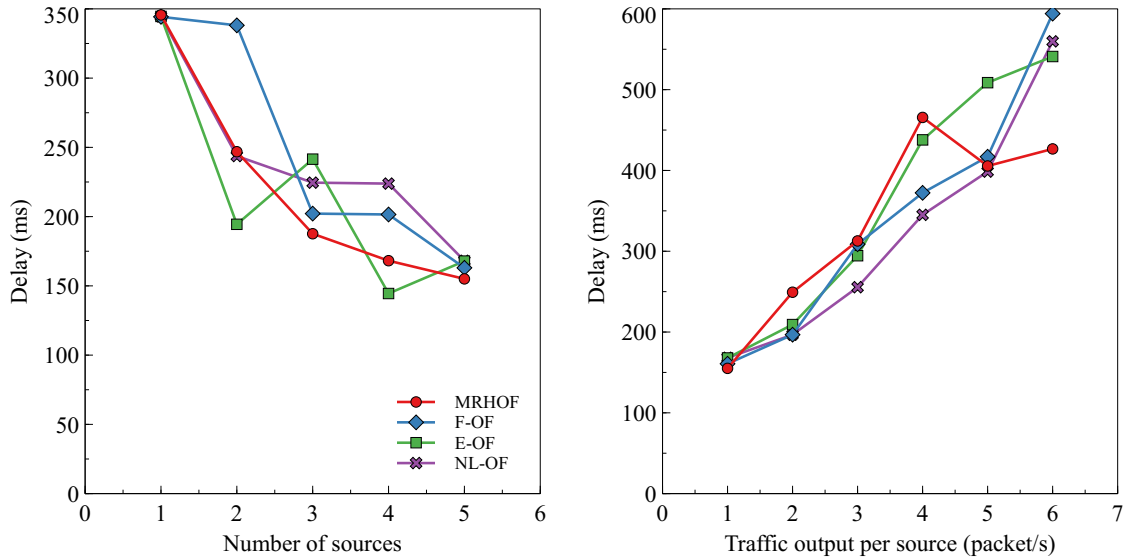 350
300
250
200
150
100
50
0
Delay (ms)
MRHOF
F-OF
E-OF
NL-OF
0 1 2 3 4 5 6
Number of sources
600
500
400
300
200
100
0
Delay (ms)
0 1 2 3 4 5 6 7
Traffic output per source (packet/s)